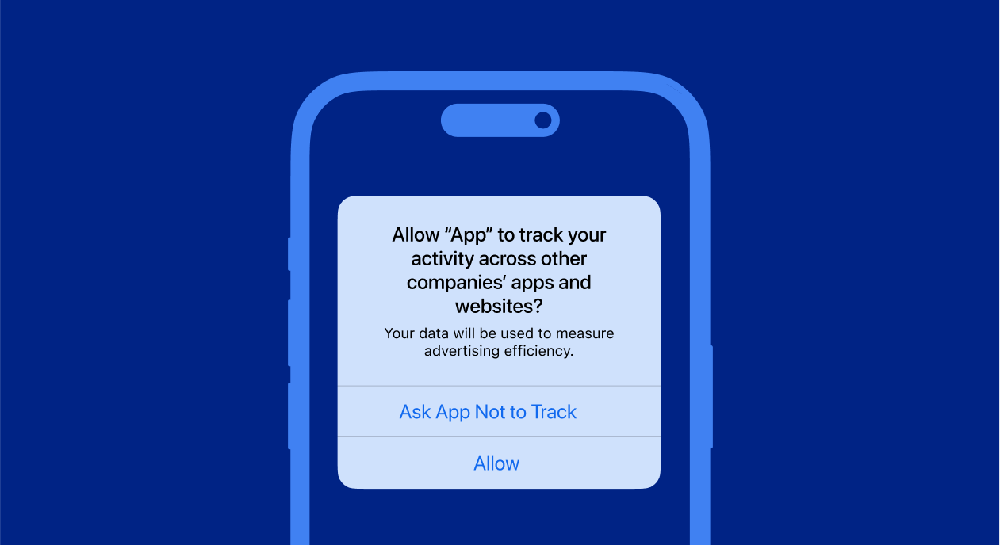 Allow “App” to track your
activity across other
companies’ apps and
websites?
Your data will be used to measure
advertising efficiency.
Ask App Not to Track
Allow